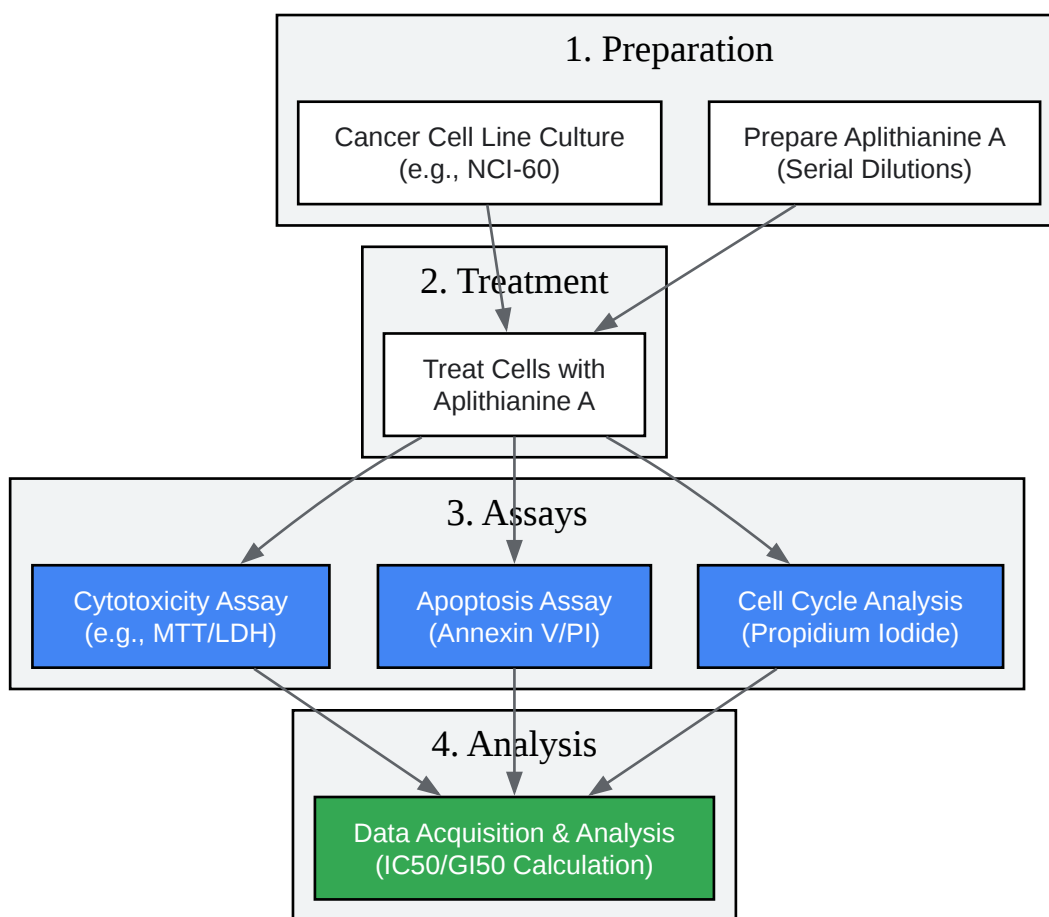 1. Preparation
Cancer Cell Line Culture
(e.g., NCI-60)
Prepare Aplithianine A
(Serial Dilutions)
2. Treatment
Treat Cells with
Aplithianine A
3. Assays
Cytotoxicity Assay
(e.g., MTT/LDH)
Apoptosis Assay
(Annexin V/PI)
Cell Cycle Analysis
(Propidium Iodide)
4. Analysis
Data Acquisition & Analysis
(IC50/GI50 Calculation)